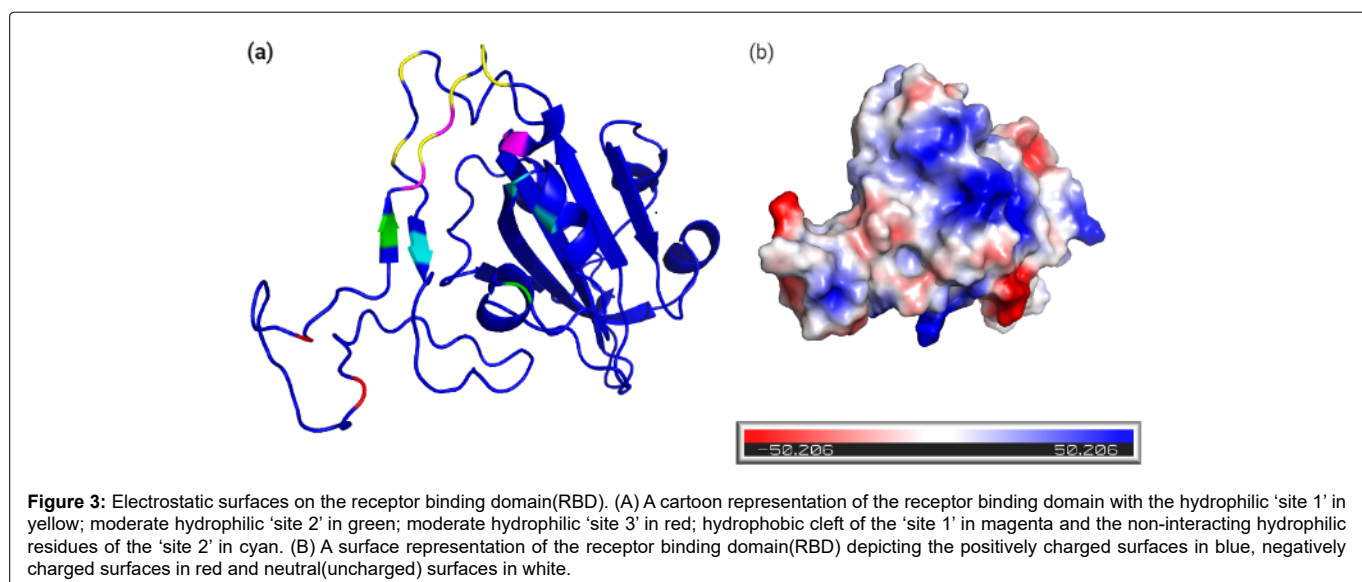 (a)
(b)
−50.206 50.206
Figure 3: Electrostatic surfaces on the receptor binding domain(RBD). (A) A cartoon representation of the receptor binding domain with the hydrophilic ‘site 1’ in
yellow; moderate hydrophilic ‘site 2’ in green; moderate hydrophilic ‘site 3’ in red; hydrophobic cleft of the ‘site 1’ in magenta and the non-interacting hydrophilic
residues of the ‘site 2’ in cyan. (B) A surface representation of the receptor binding domain(RBD) depicting the positively charged surfaces in blue, negatively
charged surfaces in red and neutral(uncharged) surfaces in white.